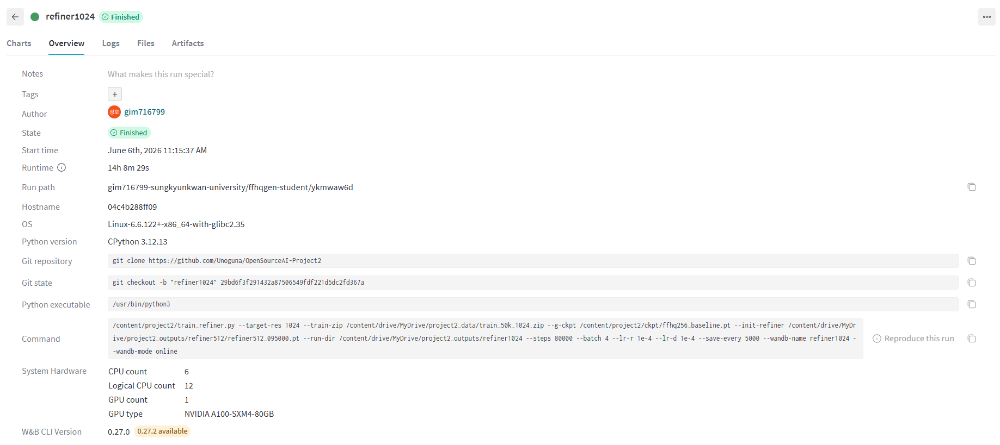 refiner1024 Finished
Charts Overview Logs Files Artifacts
Notes What makes this run special?
Tags +
Author 정호 gim716799
State Finished
Start time June 6th, 2026 11:15:37 AM
Runtime 14h 8m 29s
Run path gim716799-sungkyunkwan-university/ffhqgen-student/ykmwaw6d
Hostname 04c4b288ff09
OS Linux-6.6.122+-x86_64-with-glibc2.35
Python version CPython 3.12.13
Git repository git clone https://github.com/Unoguna/OpenSourceAI-Project2
Git state git checkout -b "refiner1024" 29bd6f3f291432a87506549fdf221d5dc2fd367a
Python executable /usr/bin/python3
/content/project2/train_refiner.py --target-res 1024 --train-zip /content/drive/MyDrive/project2_data/train_50k_1024.zip --g-ckpt /content/project2/ckpt/ffhq256_baseline.pt --init-refiner /content/drive/MyDr
Command ive/project2_outputs/refiner512/refiner512_095000.pt --run-dir /content/drive/MyDrive/project2_outputs/refiner1024 --steps 80000 --batch 4 --lr-r 1e-4 --lr-d 1e-4 --save-every 5000 --wandb-name refiner1024 - Reproduce this run
-wandb-mode online
System Hardware CPU count 6
Logical CPU count 12
GPU count 1
GPU type NVIDIA A100-SXM4-80GB
W&B CLI Version 0.27.0 0.27.2 available